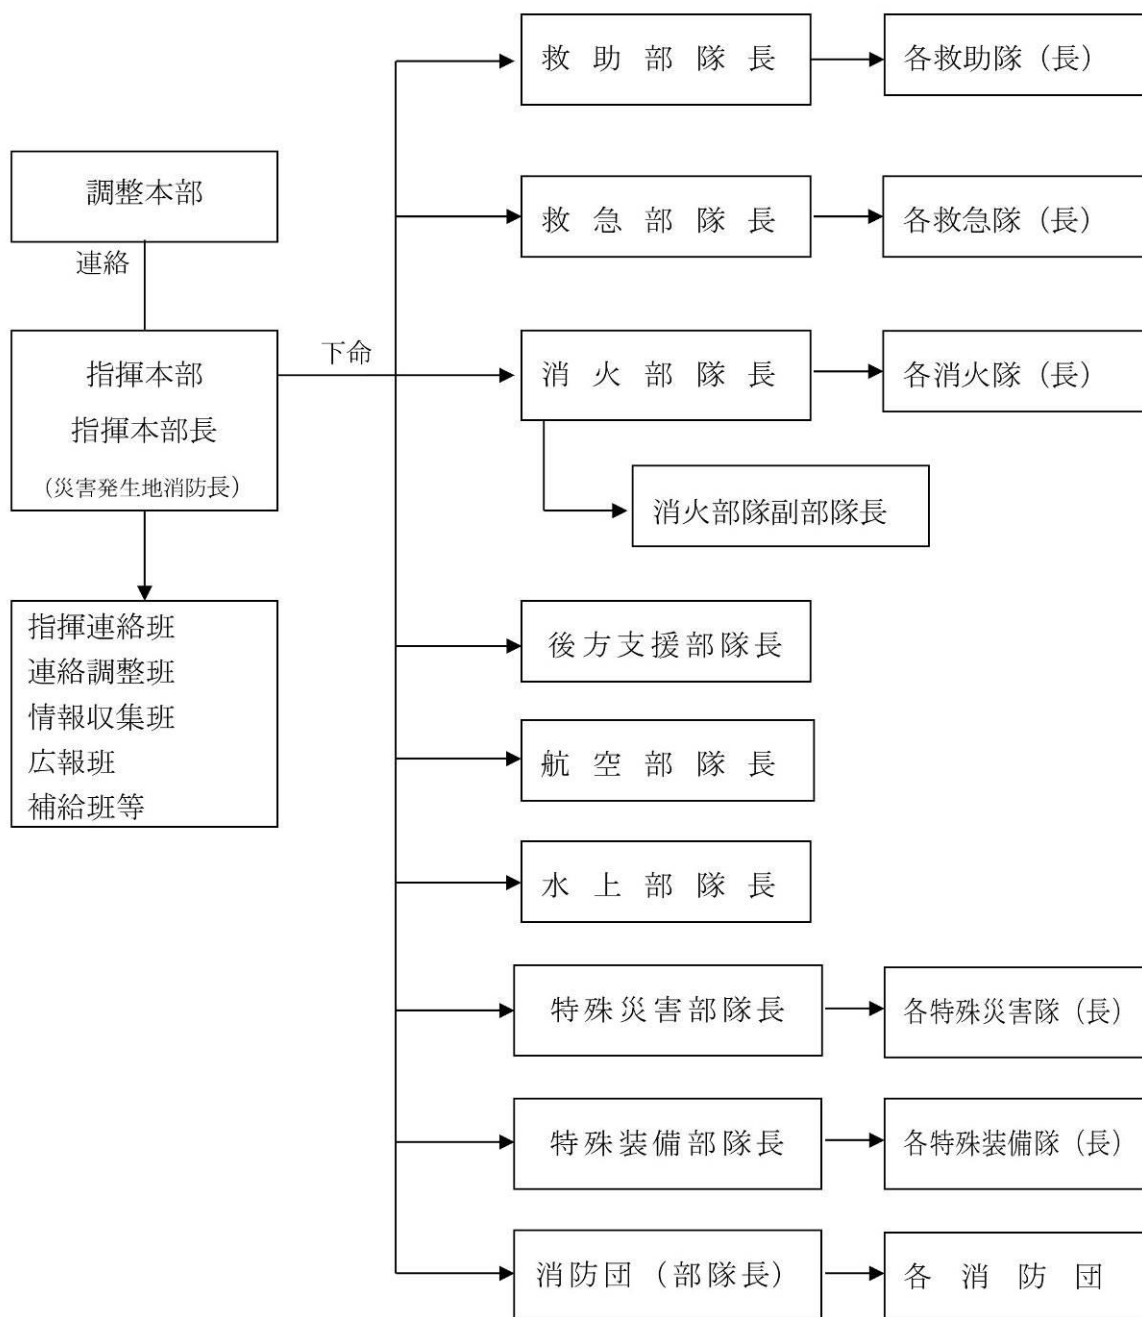 調整本部
連絡
指揮本部
指揮本部長
（災害発生地消防長）
指揮連絡班
連絡調整班
情報収集班
広報班
補給班等
下命
救助部隊長
各救助隊（長）
救急部隊長
各救急隊（長）
消火部隊長
各消火隊（長）
消火部隊副部隊長
後方支援部隊長
航空部隊長
水上部隊長
特殊災害部隊長
各特殊災害隊（長）
特殊装備部隊長
各特殊装備隊（長）
消防団（部隊長）
各消防団